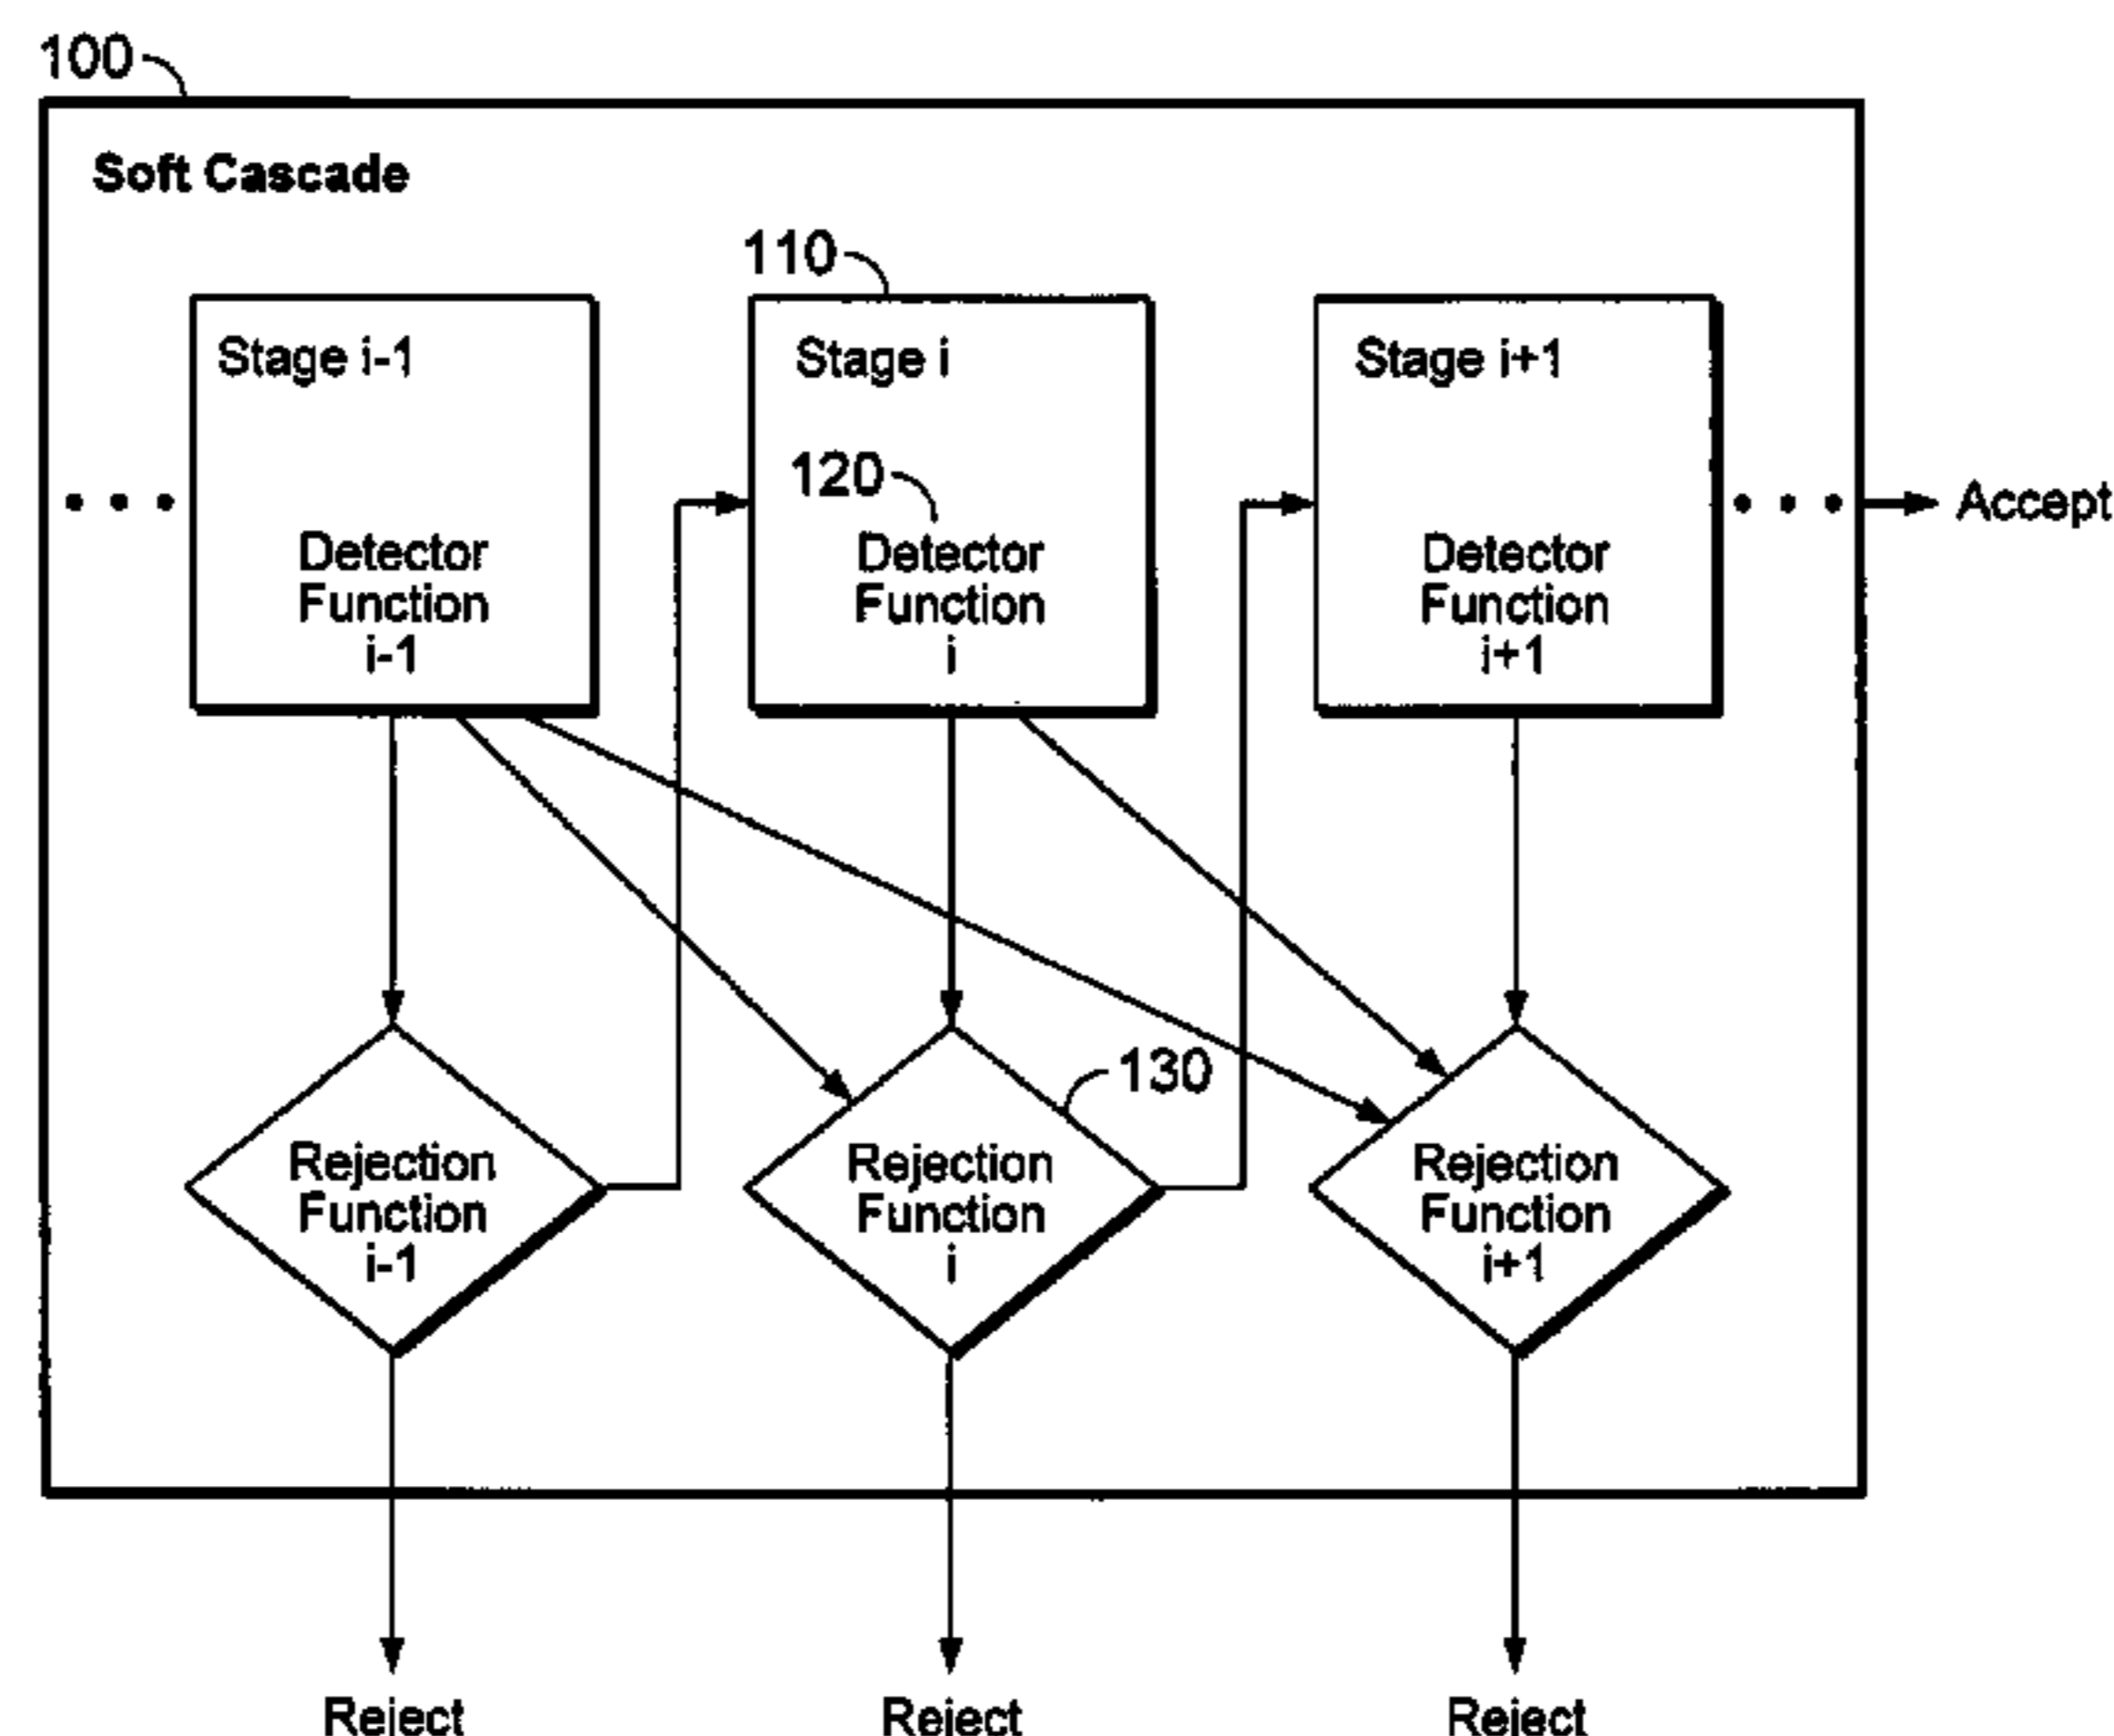 100
Soft Cascade
110
Stage i-1
Stage i
Stage i+1
120
Detector
Function
i-1
Detector
Function
i
Detector
Function
i+1
Accept
130
Rejection
Function
i-1
Rejection
Function
i
Rejection
Function
i+1
Reject
Reject
Reject